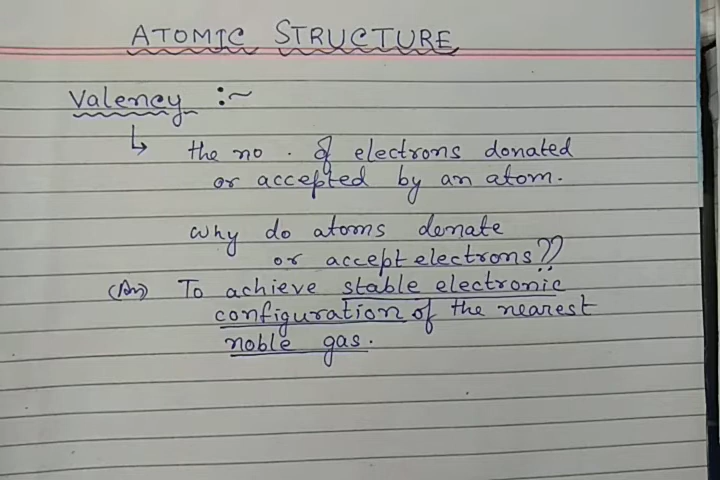 ATOMIC STRUCTURE
Valency :~
↳ the no. of electrons donated
or accepted by an atom.
Why do atoms donate
or accept electrons??
(An) To achieve stable electronic
configuration of the nearest
noble gas.